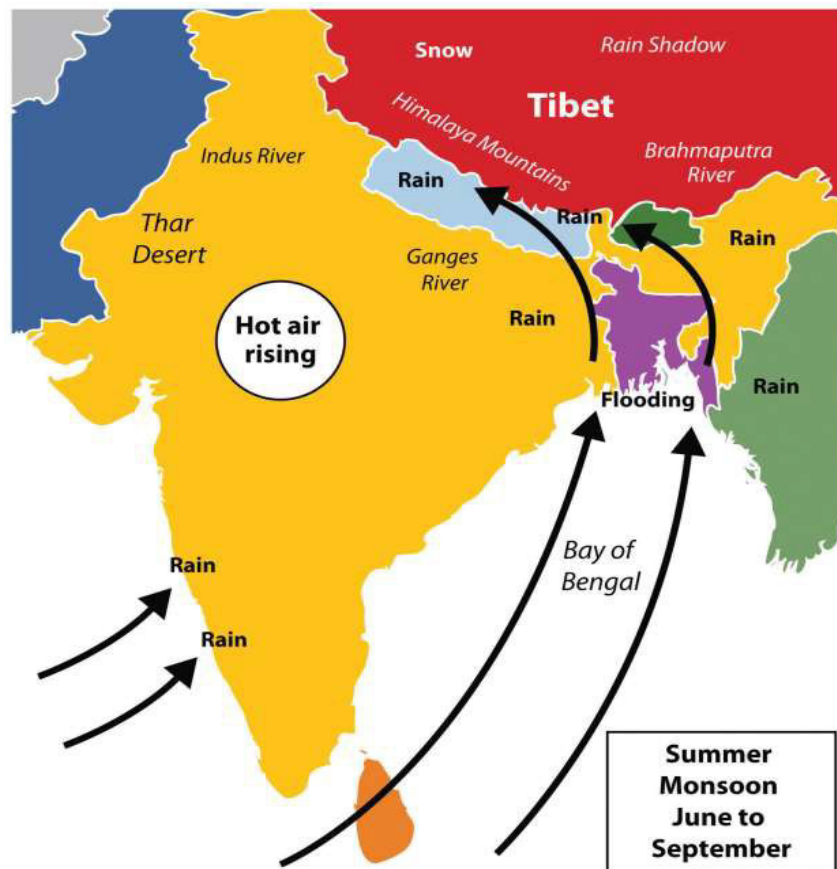 Snow
Rain Shadow
Tibet
Himalaya Mountains
Indus River
Brahmaputra
River
Rain
Rain
Rain
Thar
Desert
Ganges
River
Hot air
rising
Rain
Flooding
Rain
Bay of
Bengal
Rain
Rain
Summer
Monsoon
June to
September